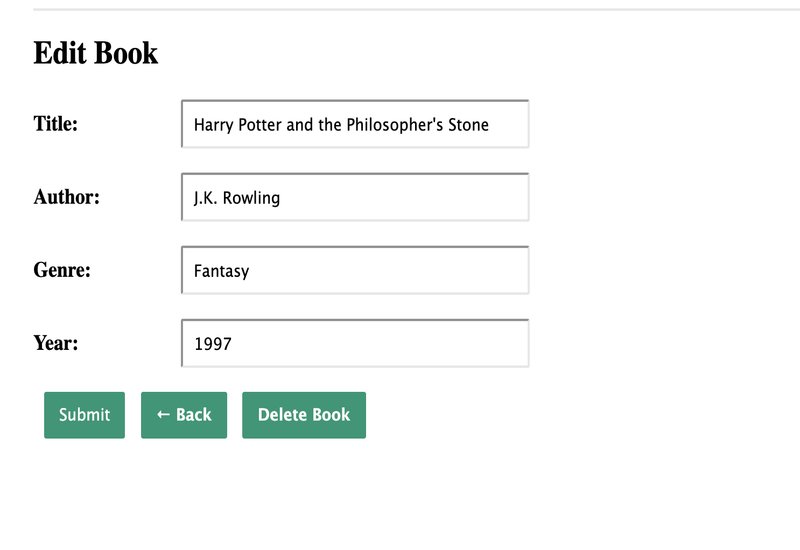 Edit Book
Title: Harry Potter and the Philosopher's Stone
Author: J.K. Rowling
Genre: Fantasy
Year: 1997
Submit ← Back Delete Book